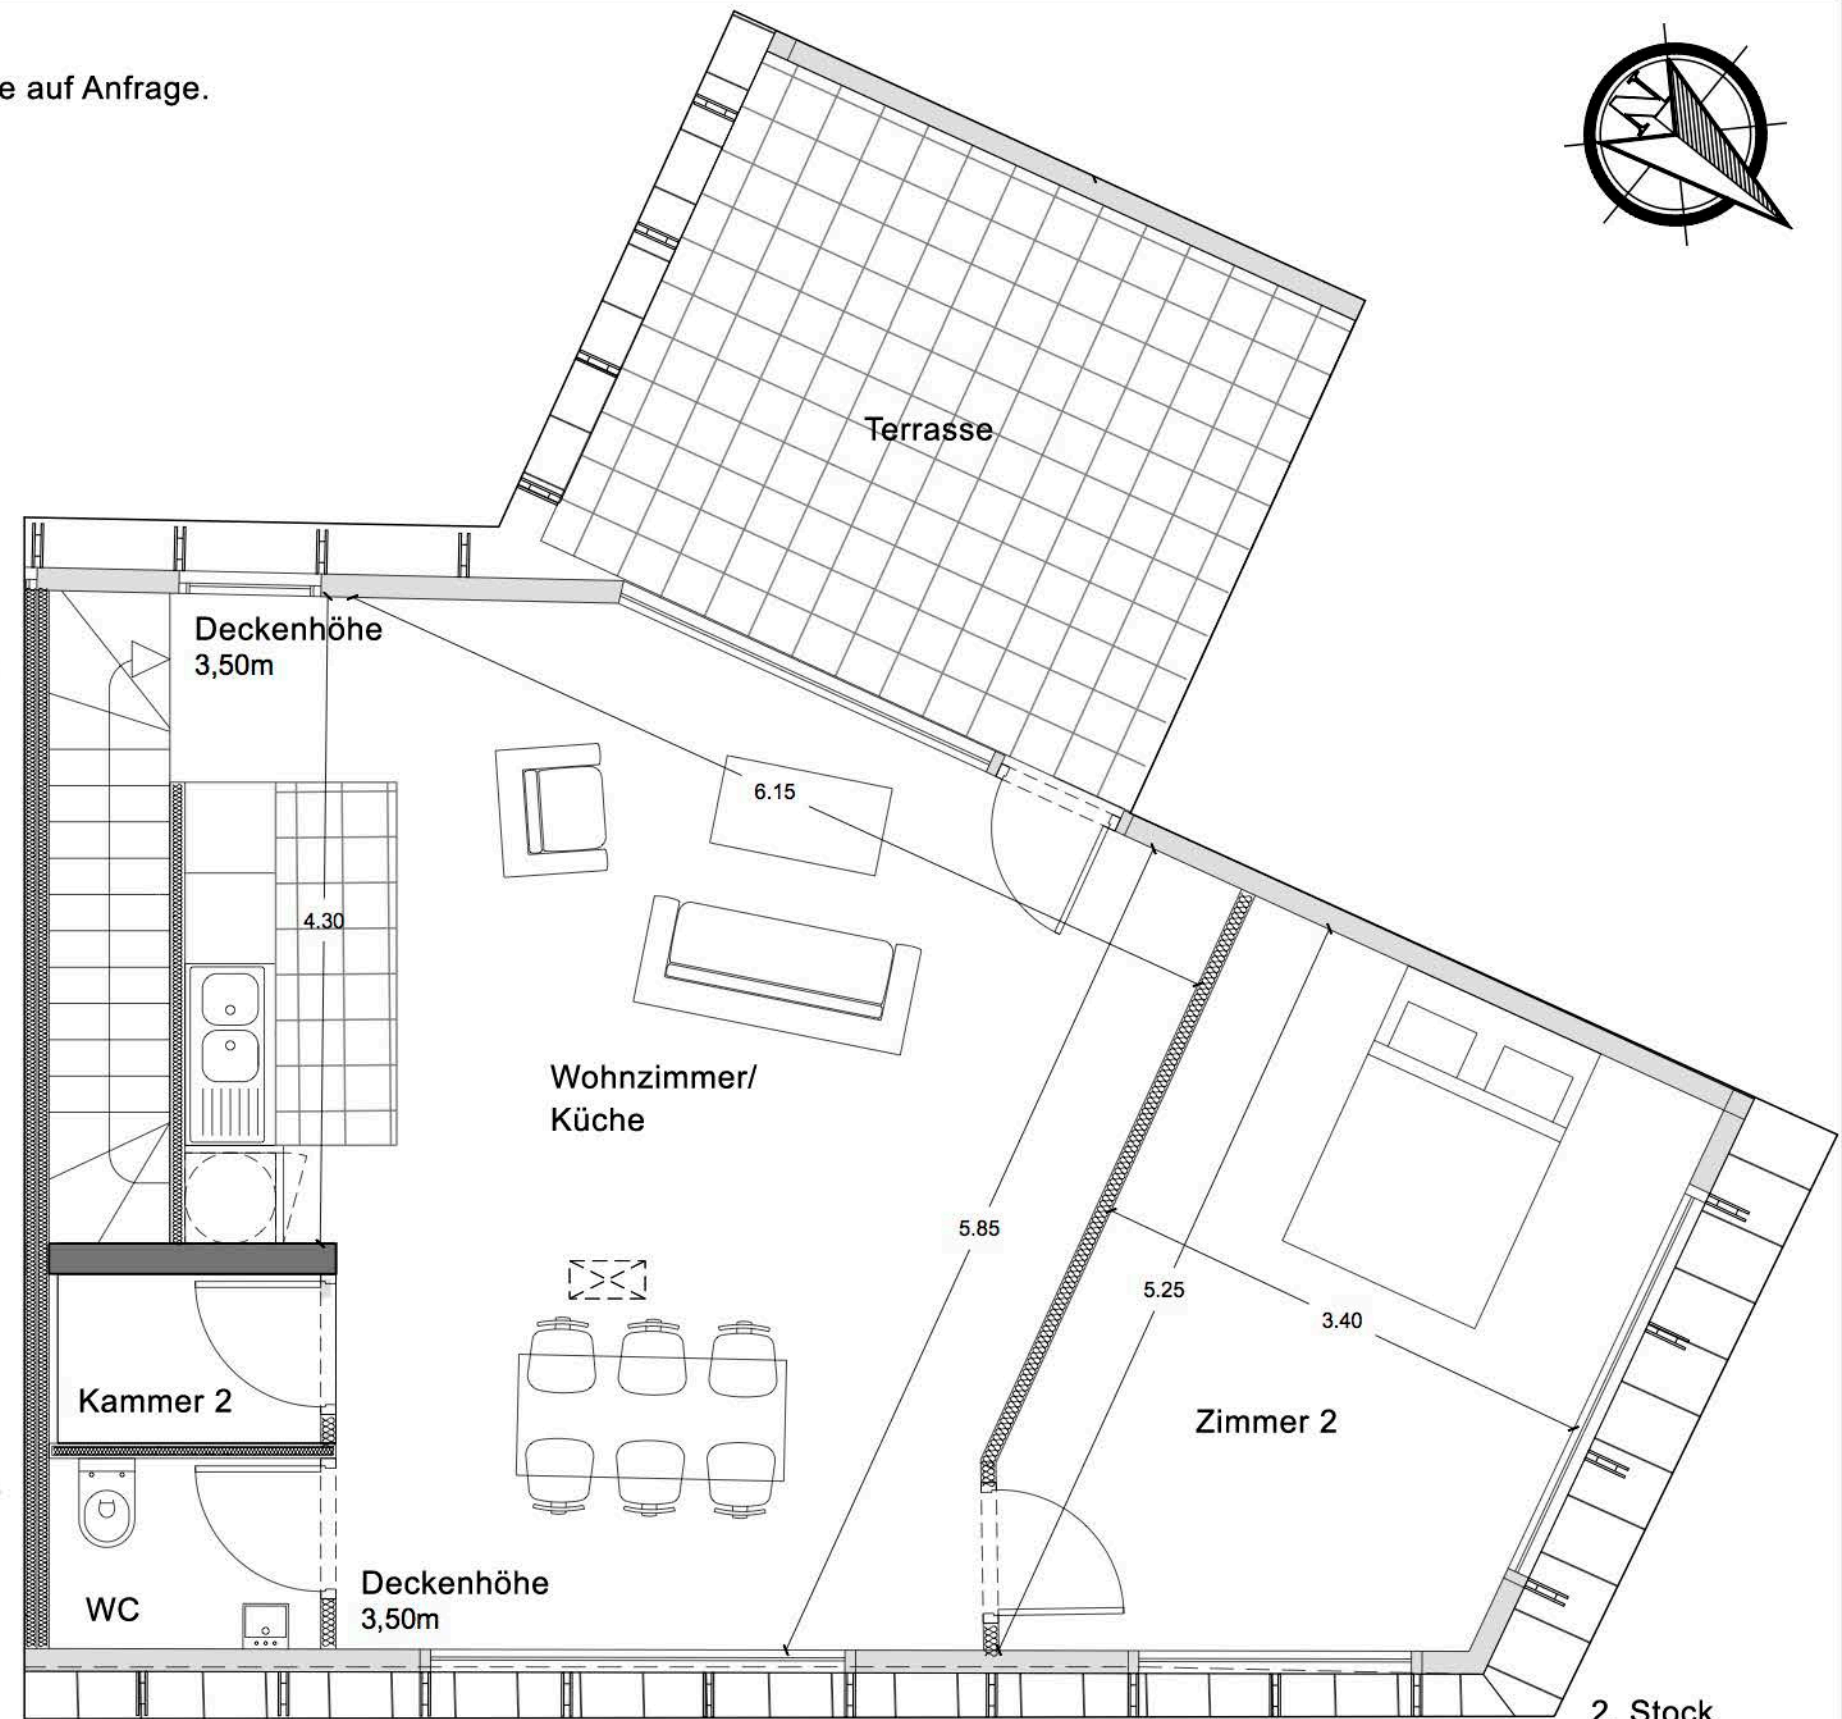 e auf Anfrage.
N
Terrasse
Deckenhöhe
3,50m
6.15
4.30
Wohnzimmer/
Küche
5.85
5.25
3.40
Kammer 2
Zimmer 2
WC
Deckenhöhe
3,50m
2. Stock